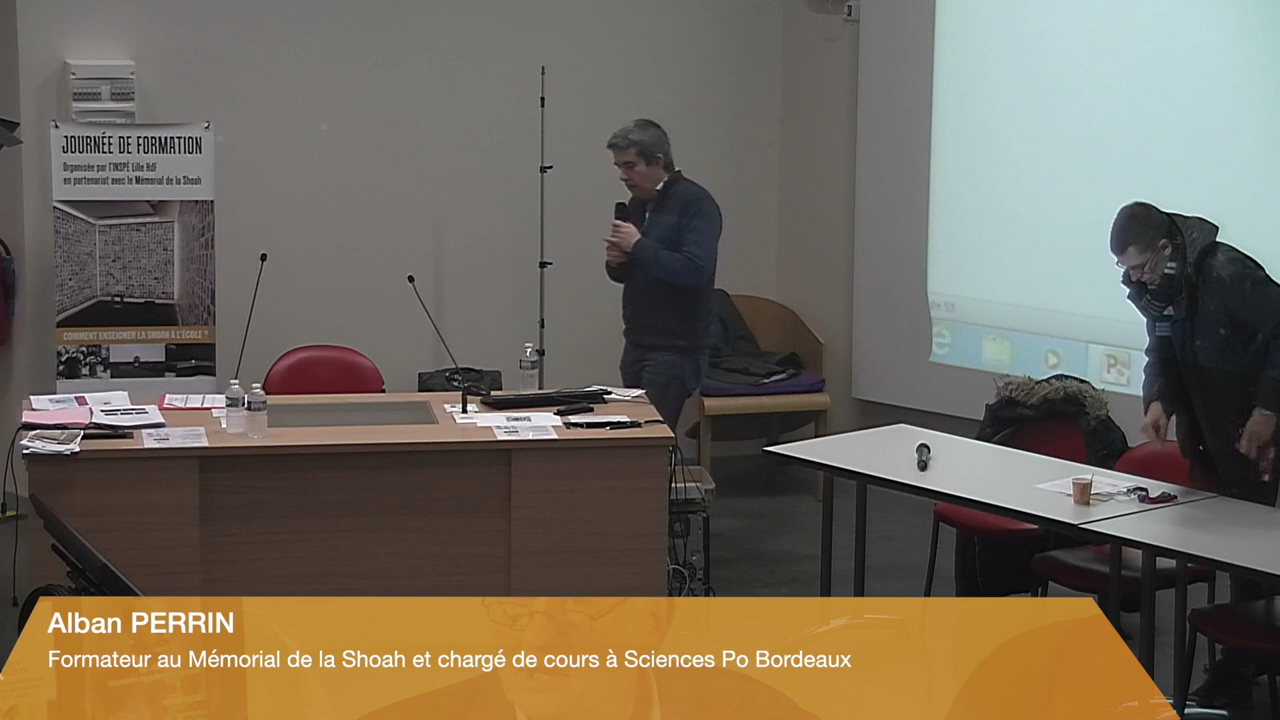 JOURNÉE DE FORMATION
Organisée par l'INSPÉ Lille HdF
en partenariat avec le Mémorial de la Shoah
COMMENT ENSEIGNER LA SHOAH À L'ÉCOLE ?
Alban PERRIN
Formateur au Mémorial de la Shoah et chargé de cours à Sciences Po Bordeaux